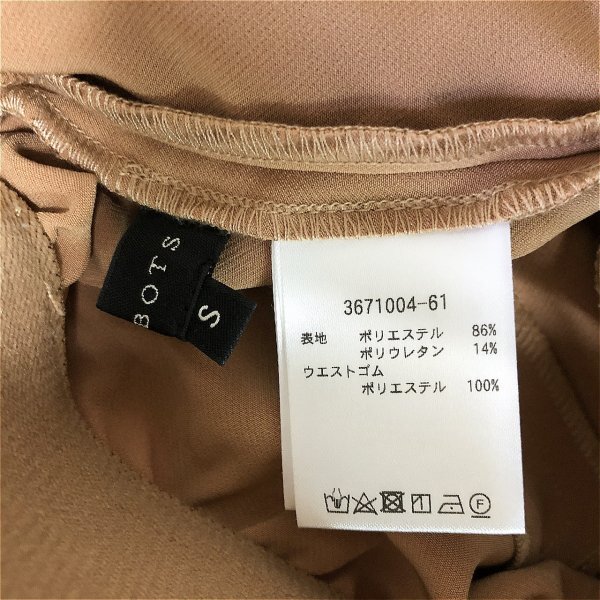 BOTS
S
3671004-61
表地 ポリエステル 86%
ポリウレタン 14%
ウエストゴム
ポリエステル 100%
F